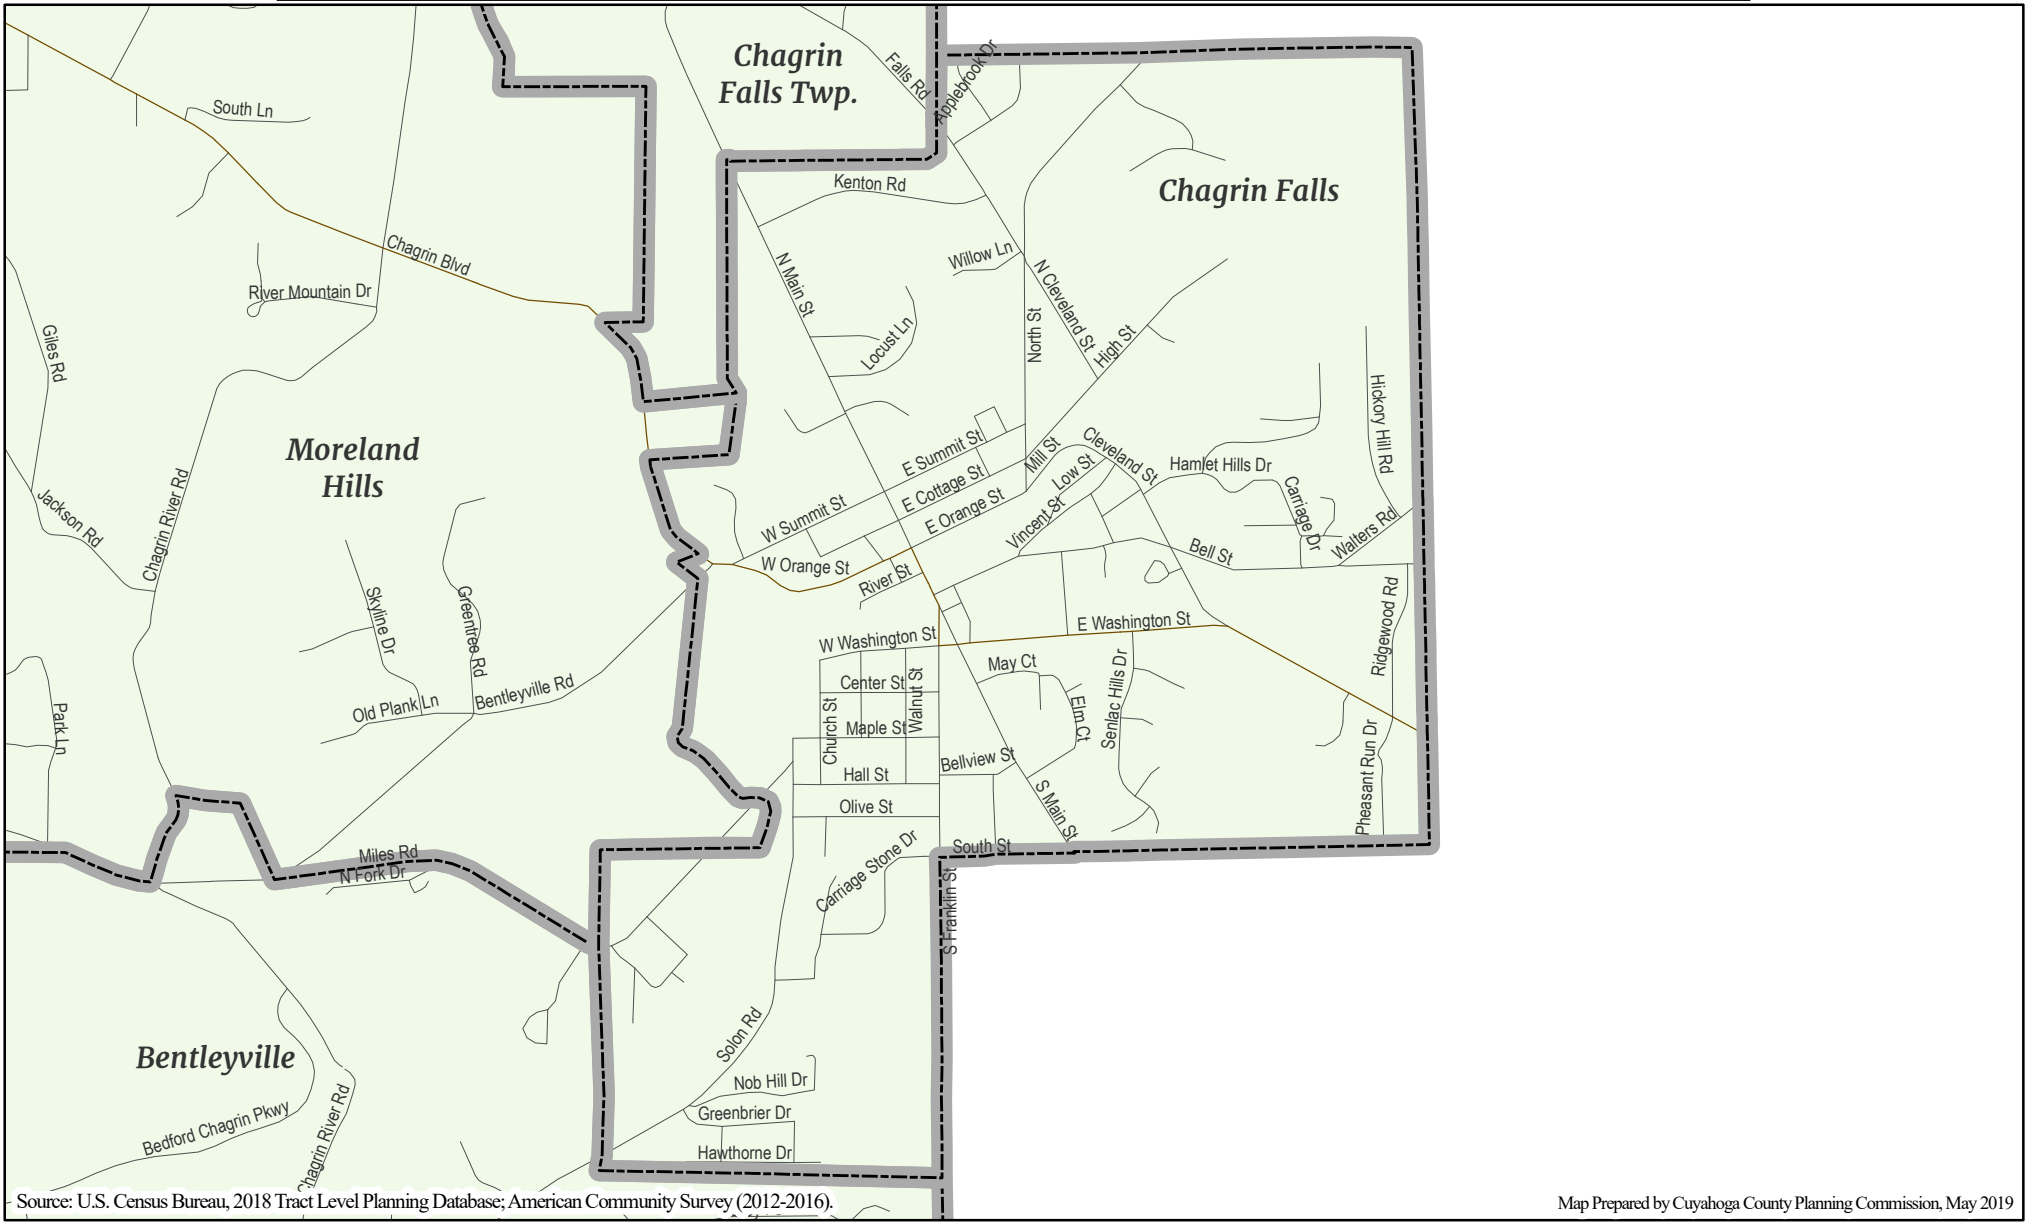 Chagrin
Falls Twp.
Falls Rd
Applebrook Dr
South Ln
Kenton Rd
Chagrin Falls
Chagrin Blvd
Willow Ln
N Main St
N Cleveland St
River Mountain Dr
Giles Rd
Locust Ln
North St
High St
Hickory Hill Rd
Moreland
Hills
E Summit St
Mill St
Cleveland St
Low St
Hamlet Hills Dr
E Cottage St
Jackson Rd
Chagrin River Rd
W Summit St
E Orange St
Vincent St
Carriage Dr
Walters Rd
W Orange St
Bell St
River St
Skyline Dr
Greentree Rd
Ridgewood Rd
W Washington St
E Washington St
May Ct
Center St
Walnut St
Senlac Hills Dr
Bentleyville Rd
Old Plank Ln
Park Ln
Church St
Maple St
Elm Ct
Pheasant Run Dr
Bellview St
Hall St
Olive St
S Main St
South St
Miles Rd
N Fork Dr
Carriage Stone Dr
S Franklin St
Solon Rd
Bentleyville
Nob Hill Dr
Greenbrier Dr
Bedford Chagrin Pkwy
Chagrin River Rd
Hawthorne Dr
Source: U.S. Census Bureau, 2018 Tract Level Planning Database; American Community Survey (2012-2016).
Map Prepared by Cuyahoga County Planning Commission, May 2019